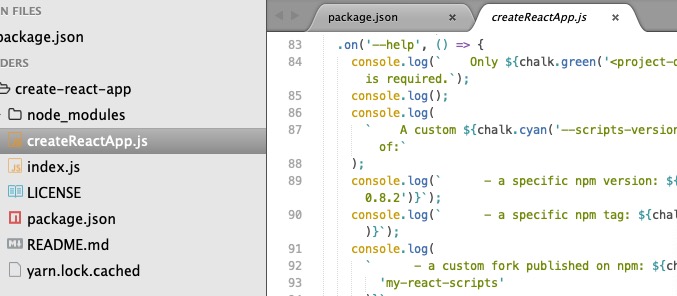 N FILES
package.json
DERS
create-react-app
node_modules
createReactApp.js
index.js
LICENSE
package.json
README.md
yarn.lock.cached
package.json × createReactApp.js ×
83 .on('--help', () => {
84 console.log(`    Only ${chalk.green('<project-d
is required.`);
85 console.log();
86 console.log(
87 `    A custom ${chalk.cyan('--scripts-version
of:`
88 );
89 console.log(`      - a specific npm version: ${
0.8.2')}`);
90 console.log(`      - a specific npm tag: ${chal
)}`);
91 console.log(
92 `      - a custom fork published on npm: ${ch
93 'my-react-scripts'